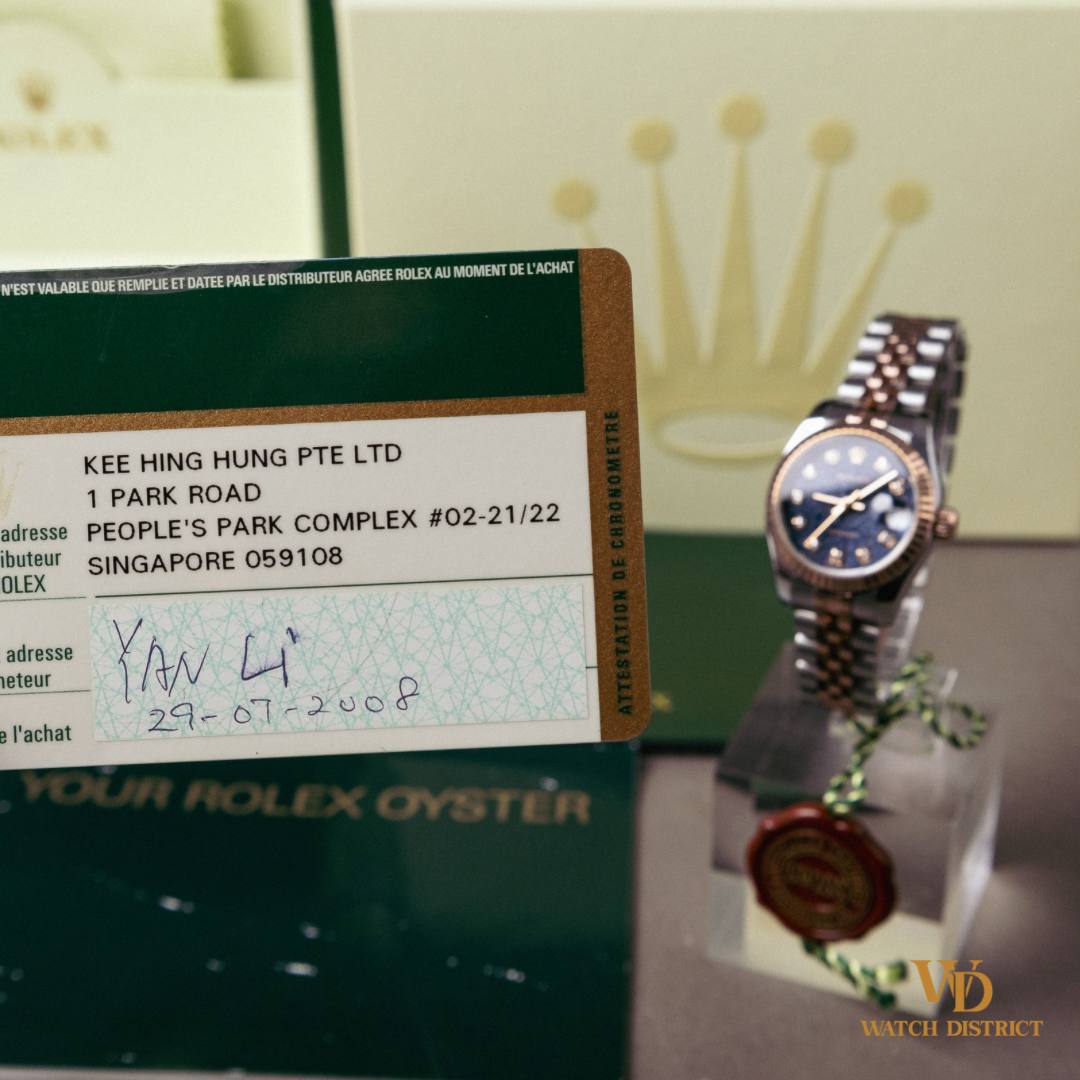 ROLEX
N'EST VALABLE QUE REMPLIE ET DATEE PAR LE DISTRIBUTEUR AGREE ROLEX AU MOMENT DE L'ACHAT
KEE HING HUNG PTE LTD
1 PARK ROAD
adresse PEOPLE'S PARK COMPLEX #02-21/22
ibuteur SINGAPORE 059108
OLEX
adresse YAN Li
heteur
29-07-2008
e l'achat
ATTESTATION DE CHRONOMETRE
YOUR ROLEX OYSTER
WD
WATCH DISTRICT